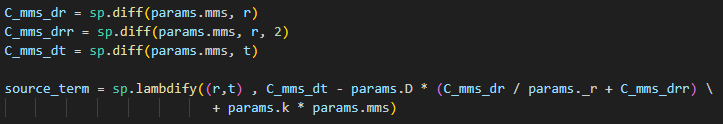 C_mms_dr = sp.diff(params.mms, r)
C_mms_drr = sp.diff(params.mms, r, 2)
C_mms_dt = sp.diff(params.mms, t)

source_term = sp.lambdify((r,t) , C_mms_dt - params.D * (C_mms_dr / params._r + C_mms_drr) \
                          + params.k * params.mms)